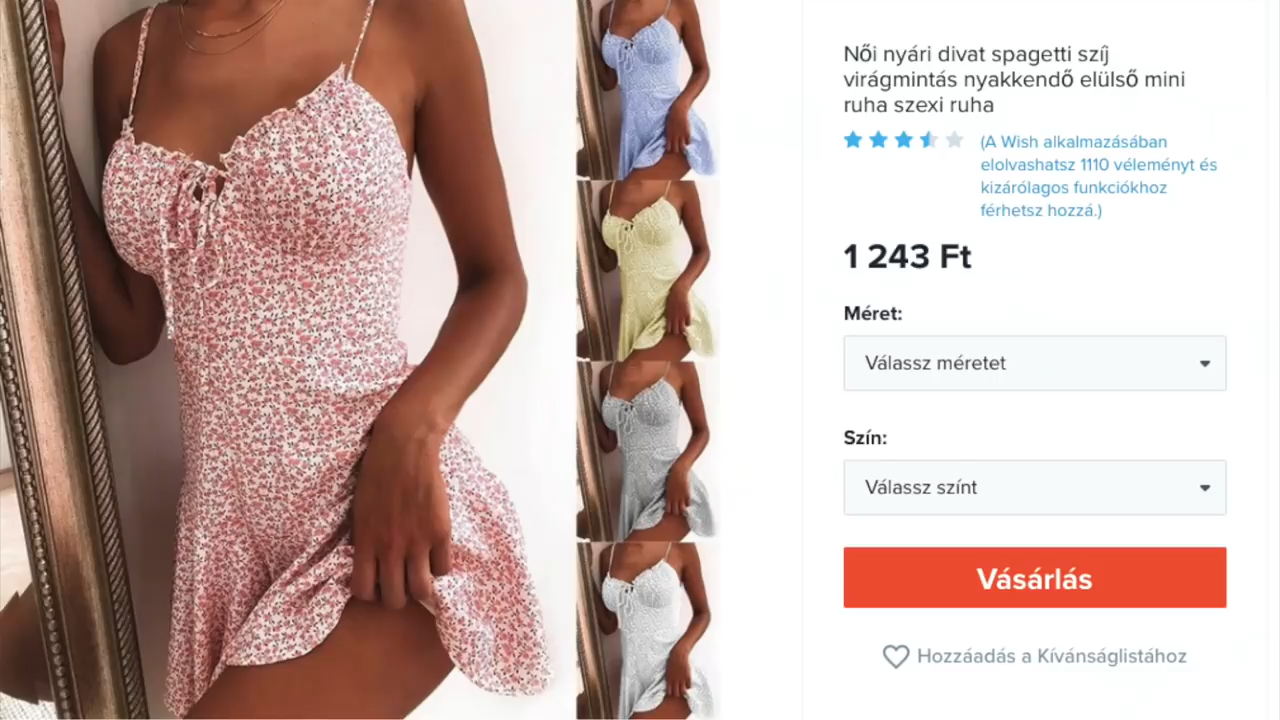 Női nyári divat spagetti szíj
virágmintás nyakkendő elülső mini
ruha szexi ruha
(A Wish alkalmazásában
elolvashatsz 1110 véleményt és
kizárólagos funkciókhoz
férhetsz hozzá.)
1 243 Ft
Méret:
Válassz méretet
Szín:
Válassz színt
Vásárlás
Hozzáadás a Kívánságlistához